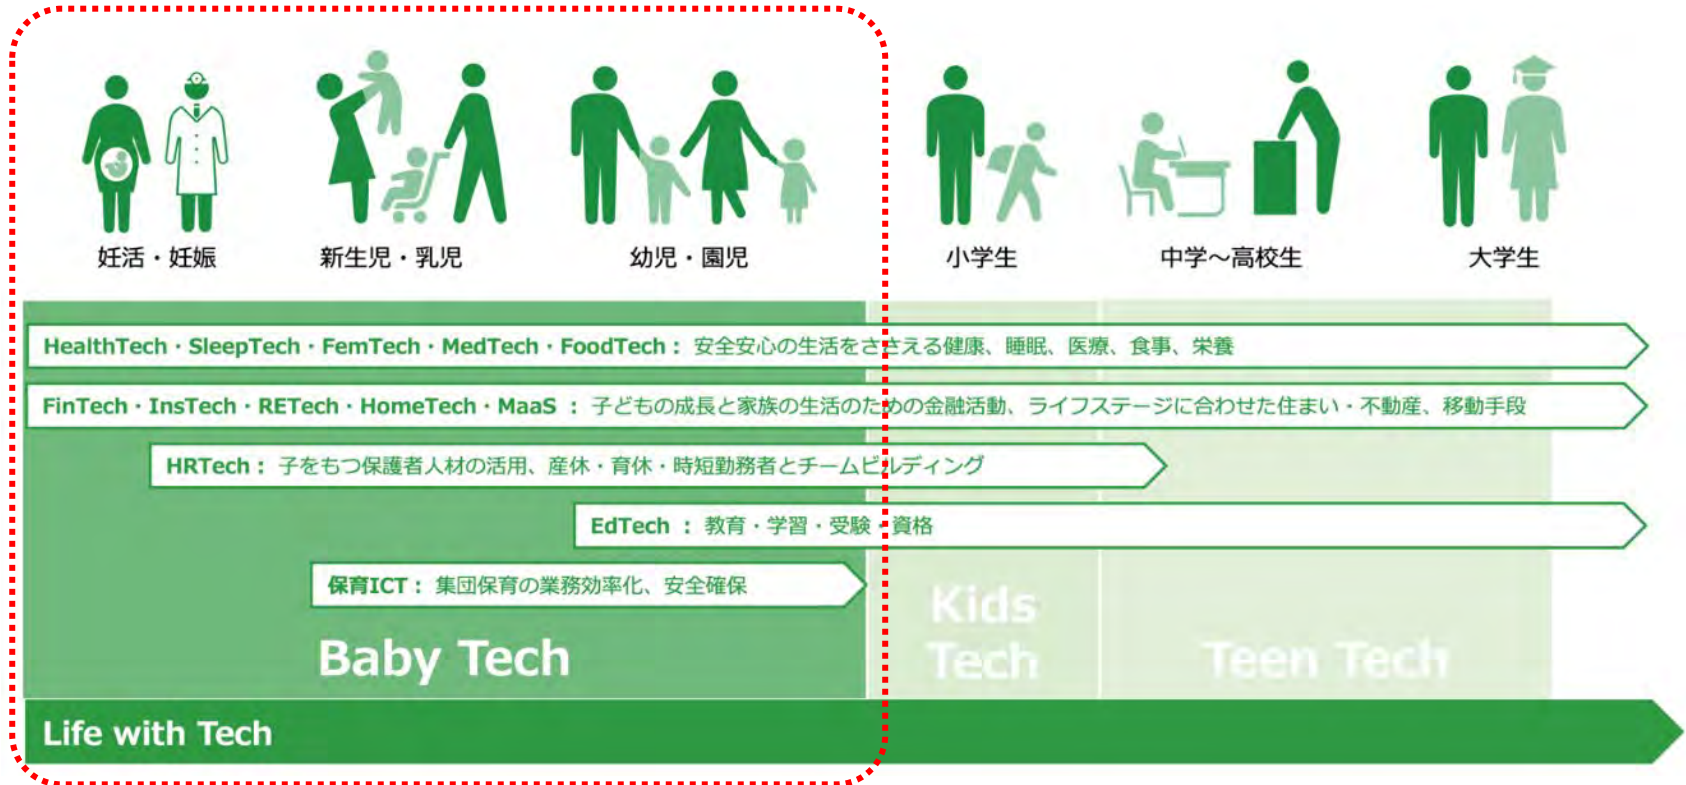 妊活・妊娠
新生児・乳児
幼児・園児
小学生
中学～高校生
大学生
HealthTech・SleepTech・FemTech・MedTech・FoodTech： 安全安心の生活をささえる健康、睡眠、医療、食事、栄養
FinTech・InsTech・RETech・HomeTech・MaaS ： 子どもの成長と家族の生活のための金融活動、ライフステージに合わせた住まい・不動産、移動手段
HRTech： 子をもつ保護者人材の活用、産休・育休・時短勤務者とチームビルディング
EdTech ： 教育・学習・受験・資格
保育ICT： 集団保育の業務効率化、安全確保
Baby Tech
Kids
Tech
Teen Tech
Life with Tech